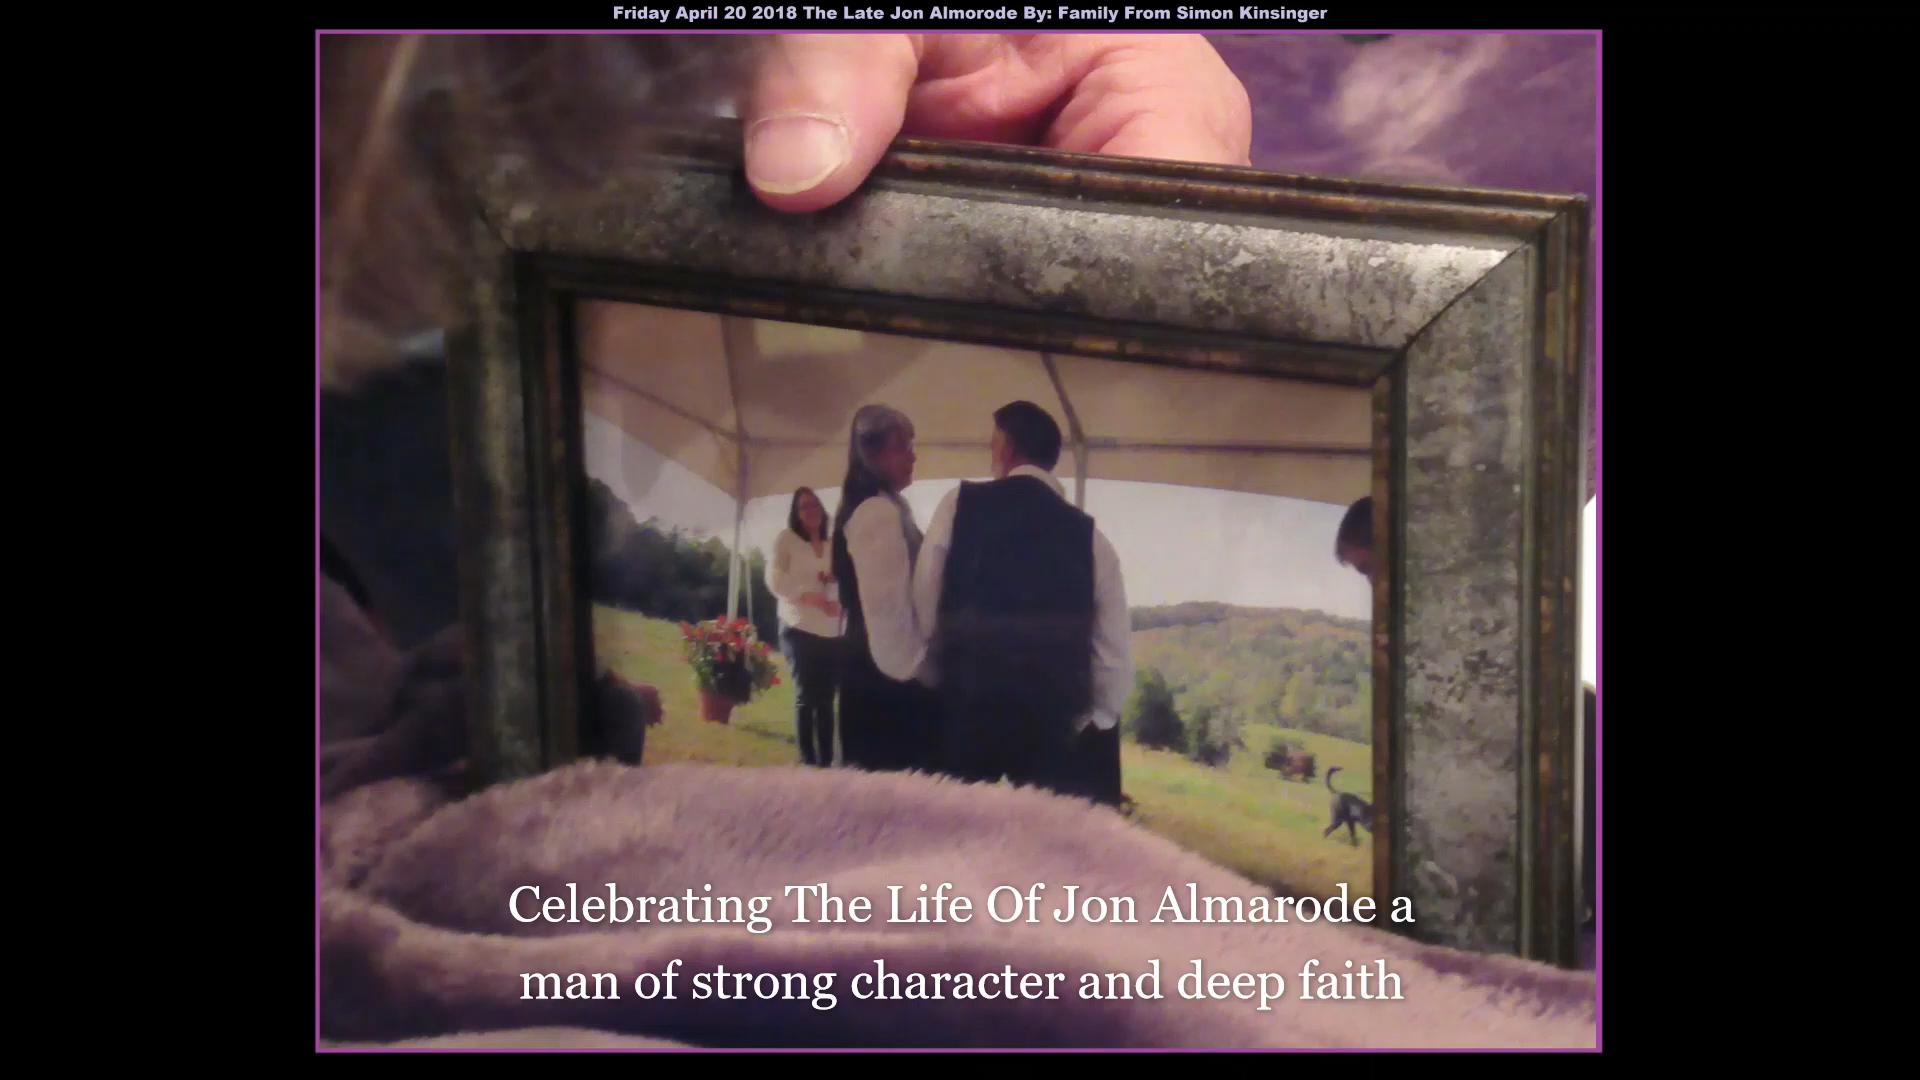 Friday April 20 2018 The Late Jon Almorode By: Family From Simon Kinsinger
Celebrating The Life Of Jon Almarode a
man of strong character and deep faith